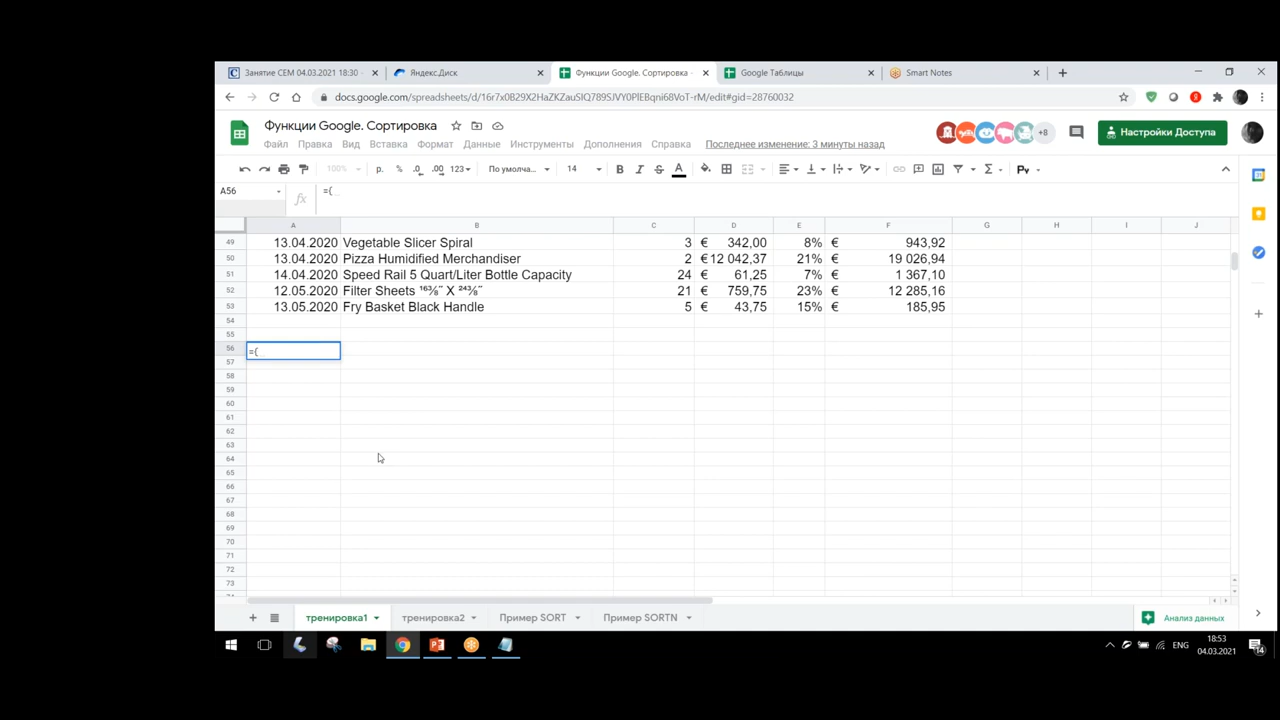 Занятие СЕМ 04.03.2021 18:30
Яндекс.Диск
Функции Google. Сортировка
Google Таблицы
Smart Notes
docs.google.com/spreadsheets/d/16r7x0B29X2HaZKZauSIQ789SJVY0PlEBqni68VoT-rM/edit#gid=28760032
Функции Google. Сортировка
+8
Настройки Доступа
Файл Правка Вид Вставка Формат Данные Инструменты Дополнения Справка Последнее изменение: 3 минуты назад
100% р. % .0 .00 123 По умолча... 14 B I S A Σ Ру
A56 fx ={
A B C D E F G H I J
49 13.04.2020 Vegetable Slicer Spiral 3 € 342,00 8% € 943,92
50 13.04.2020 Pizza Humidified Merchandiser 2 € 12 042,37 21% € 19 026,94
51 14.04.2020 Speed Rail 5 Quart/Liter Bottle Capacity 24 € 61,25 7% € 1 367,10
52 12.05.2020 Filter Sheets ¹⁶³⁄₈˝ X ²⁴³⁄₈˝ 21 € 759,75 23% € 12 285,16
53 13.05.2020 Fry Basket Black Handle 5 € 43,75 15% € 185,95
54
55
56 ={
57
58
59
60
61
62
63
64
65
66
67
68
69
70
71
72
73
тренировка1 тренировка2 Пример SORT Пример SORTN Анализ данных
ENG
18:53
04.03.2021
14